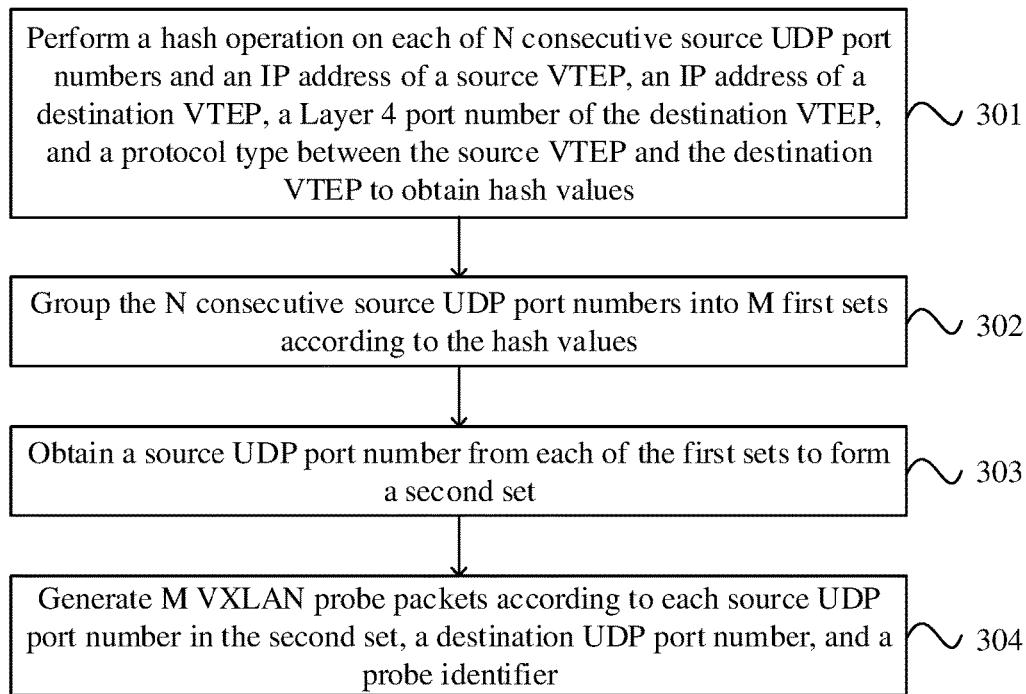 Perform a hash operation on each of N consecutive source UDP port
numbers and an IP address of a source VTEP, an IP address of a
destination VTEP, a Layer 4 port number of the destination VTEP,
and a protocol type between the source VTEP and the destination
VTEP to obtain hash values
301
Group the N consecutive source UDP port numbers into M first sets
according to the hash values
302
Obtain a source UDP port number from each of the first sets to form
a second set
303
Generate M VXLAN probe packets according to each source UDP
port number in the second set, a destination UDP port number, and a
probe identifier
304